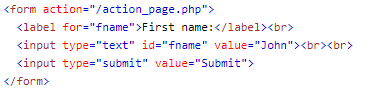 <form action="/action_page.php">
  <label for="fname">First name:</label><br>
  <input type="text" id="fname" value="John"><br><br>
  <input type="submit" value="Submit">
</form>